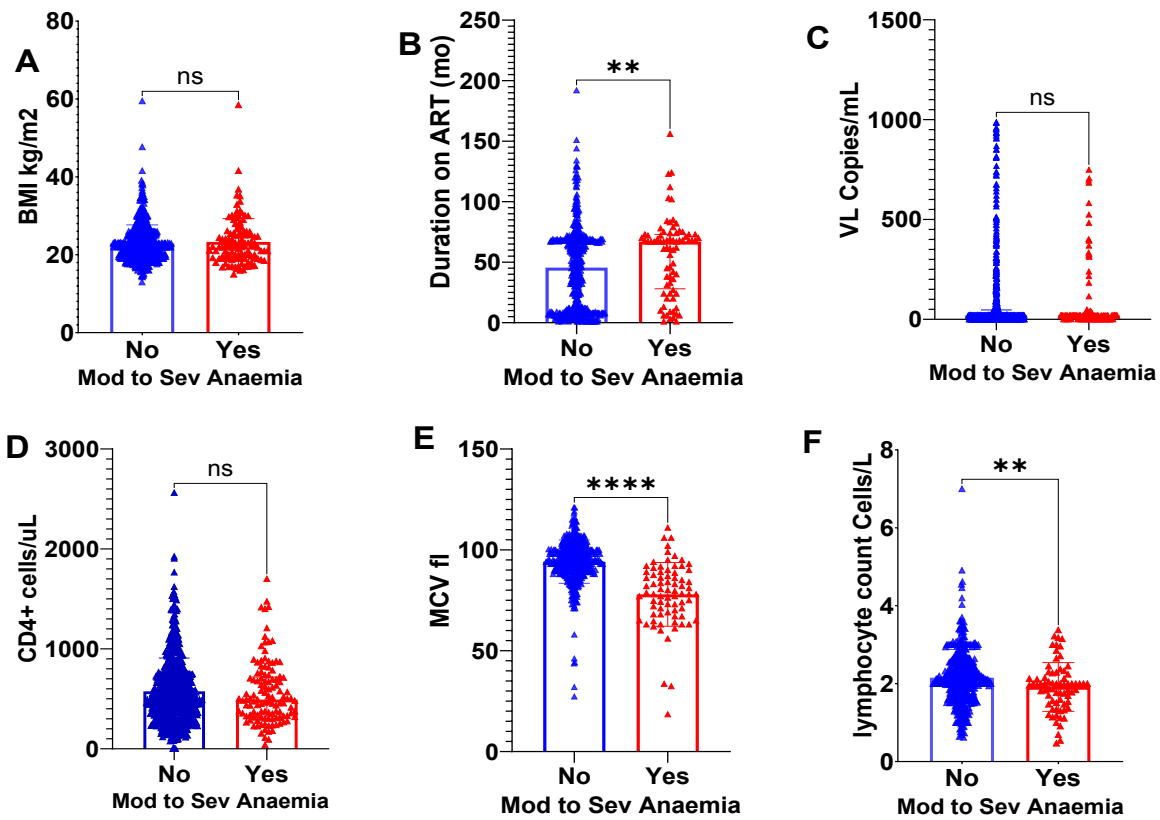 A
BMI kg/m2
80
60
40
20
0
ns
No Yes
Mod to Sev Anaemia
B
Duration on ART (mo)
250
200
150
100
50
0
**
No Yes
Mod to Sev Anaemia
C
VL Copies/mL
1500
1000
500
0
ns
No Yes
Mod to Sev Anaemia
D
CD4+ cells/uL
3000
2000
1000
0
ns
No Yes
Mod to Sev Anaemia
E
MCV fl
150
100
50
0
****
No Yes
Mod to Sev Anaemia
F
lymphocyte count Cells/L
8
6
4
2
0
**
No Yes
Mod to Sev Anaemia